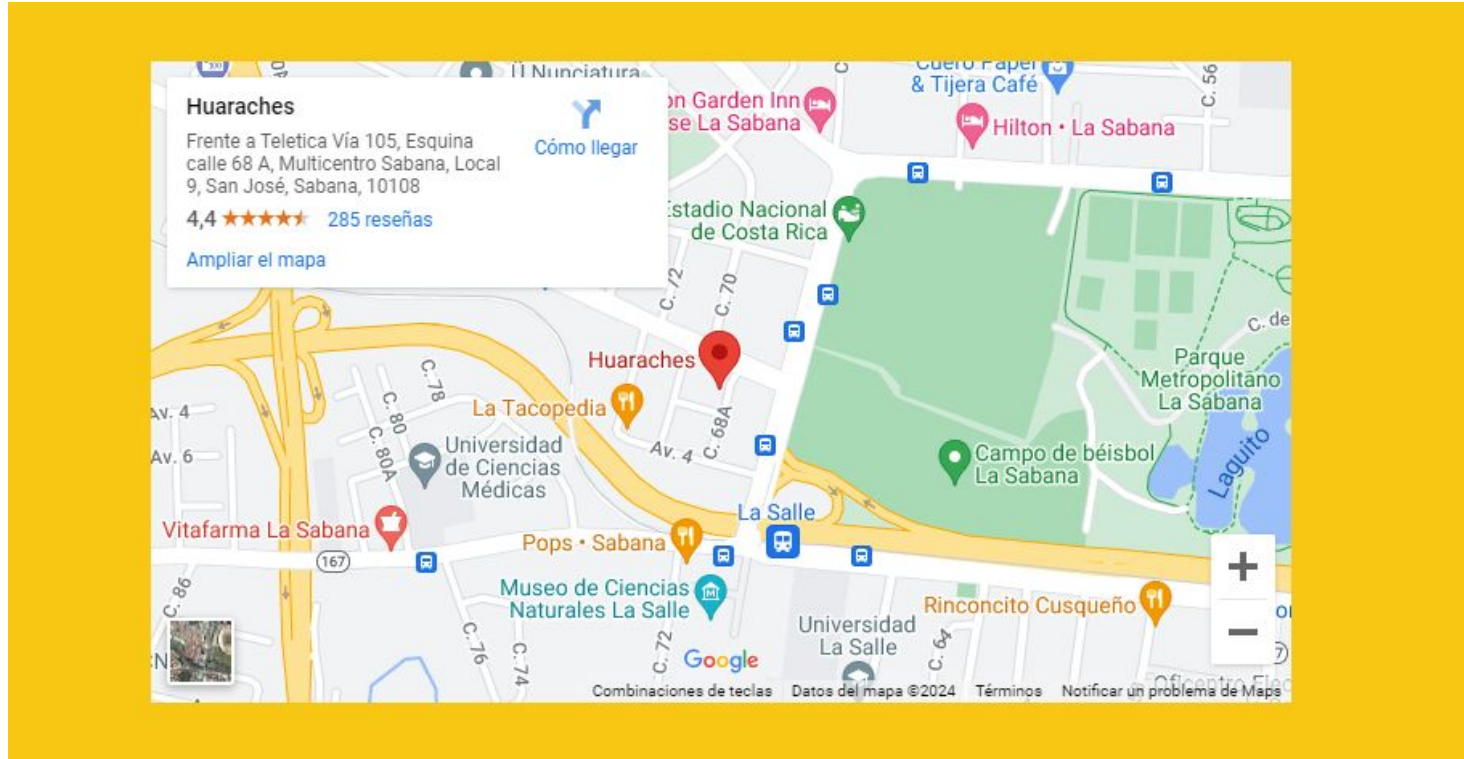 Huaraches
Frente a Teletica Vía 105, Esquina
calle 68 A, Multicentro Sabana, Local
9, San José, Sabana, 10108
4,4
285 reseñas
Ampliar el mapa
Cómo llegar
Ü Nunciatura
Cuero Papel
& Tijera Café
C. 56
on Garden Inn
se La Sabana
Hilton • La Sabana
Estadio Nacional
de Costa Rica
C. 72
C. 70
C. de
Huaraches
Parque
Metropolitano
La Sabana
C. 78
La Tacopedia
Av. 4
C. 80
C. 68A
Av. 4
Universidad
de Ciencias
Médicas
Av. 6
C. 80A
Campo de béisbol
La Sabana
Laguito
La Salle
Vitafarma La Sabana
Pops • Sabana
167
Museo de Ciencias
Naturales La Salle
C. 86
Rinconcito Cusqueño
Universidad
La Salle
C. 64
C. 76
C. 74
C. 72
Google
Combinaciones de teclas
Datos del mapa ©2024
Términos
Notificar un problema de Maps